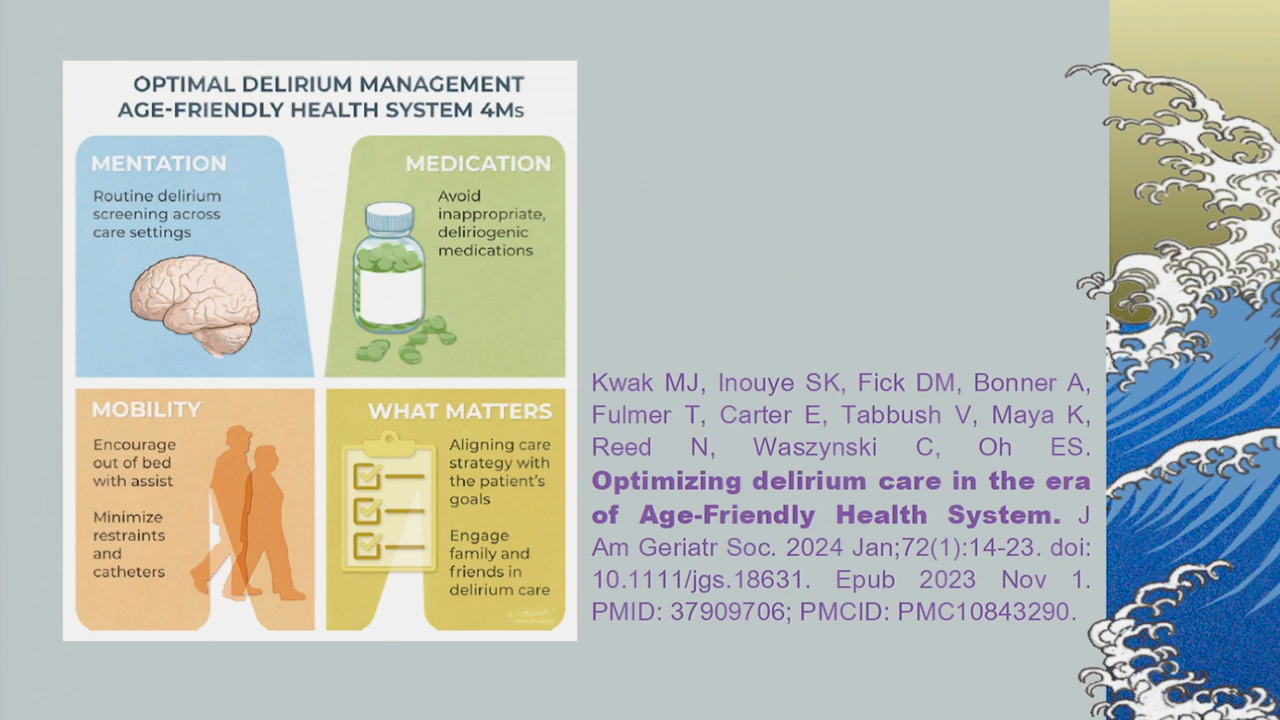 OPTIMAL DELIRIUM MANAGEMENT
AGE-FRIENDLY HEALTH SYSTEM 4Ms
MENTATION
Routine delirium
screening across
care settings
MEDICATION
Avoid
inappropriate,
deliriogenic
medications
MOBILITY
Encourage
out of bed
with assist
Minimize
restraints
and
catheters
WHAT MATTERS
Aligning care
strategy with
the patient's
goals
Engage
family and
friends in
delirium care
Kwak MJ, Inouye SK, Fick DM, Bonner A,
Fulmer T, Carter E, Tabbush V, Maya K,
Reed N, Waszynski C, Oh ES.
Optimizing delirium care in the era
of Age-Friendly Health System. J
Am Geriatr Soc. 2024 Jan;72(1):14-23. doi:
10.1111/jgs.18631. Epub 2023 Nov 1.
PMID: 37909706; PMCID: PMC10843290.